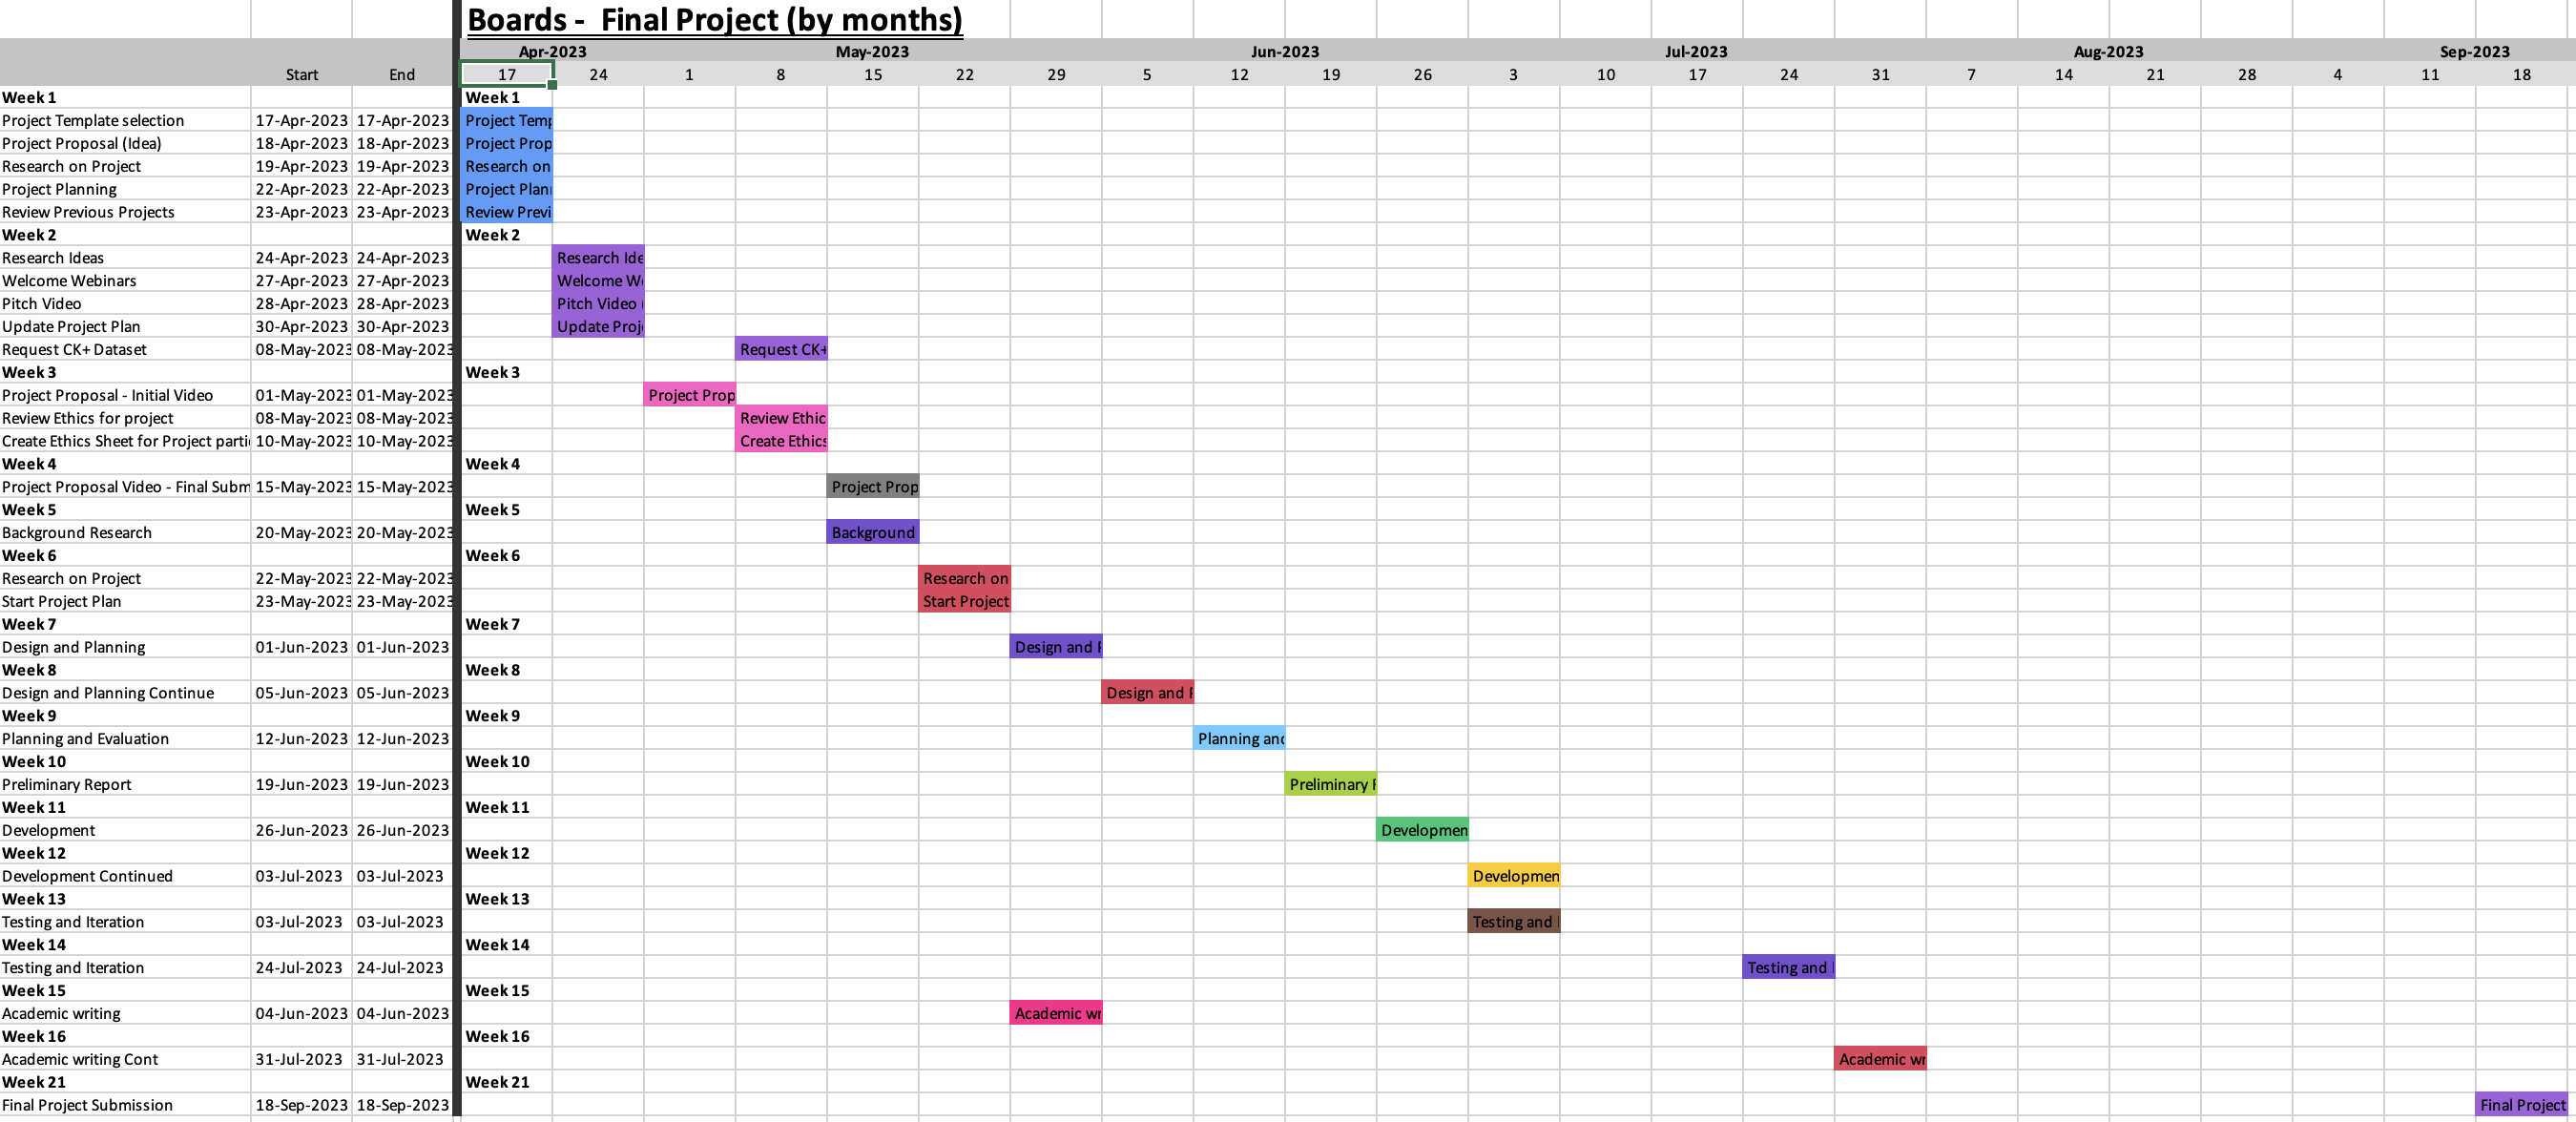 Boards - Final Project (by months)
Apr-2023 May-2023 Jun-2023 Jul-2023 Aug-2023 Sep-2023
Start End 17 24 1 8 15 22 29 5 12 19 26 3 10 17 24 31 7 14 21 28 4 11 18
Week 1 Week 1
Project Template selection 17-Apr-2023 17-Apr-2023 Project Temp
Project Proposal (Idea) 18-Apr-2023 18-Apr-2023 Project Prop
Research on Project 19-Apr-2023 19-Apr-2023 Research on
Project Planning 22-Apr-2023 22-Apr-2023 Project Plan
Review Previous Projects 23-Apr-2023 23-Apr-2023 Review Previ
Week 2 Week 2
Research Ideas 24-Apr-2023 24-Apr-2023 Research Ide
Welcome Webinars 27-Apr-2023 27-Apr-2023 Welcome We
Pitch Video 28-Apr-2023 28-Apr-2023 Pitch Video
Update Project Plan 30-Apr-2023 30-Apr-2023 Update Proj
Request CK+ Dataset 08-May-2023 08-May-2023 Request CK+
Week 3 Week 3
Project Proposal - Initial Video 01-May-2023 01-May-2023 Project Prop
Review Ethics for project 08-May-2023 08-May-2023 Review Ethic
Create Ethics Sheet for Project parti 10-May-2023 10-May-2023 Create Ethics
Week 4 Week 4
Project Proposal Video - Final Subm 15-May-2023 15-May-2023 Project Prop
Week 5 Week 5
Background Research 20-May-2023 20-May-2023 Background
Week 6 Week 6
Research on Project 22-May-2023 22-May-2023 Research on
Start Project Plan 23-May-2023 23-May-2023 Start Project
Week 7 Week 7
Design and Planning 01-Jun-2023 01-Jun-2023 Design and P
Week 8 Week 8
Design and Planning Continue 05-Jun-2023 05-Jun-2023 Design and P
Week 9 Week 9
Planning and Evaluation 12-Jun-2023 12-Jun-2023 Planning and
Week 10 Week 10
Preliminary Report 19-Jun-2023 19-Jun-2023 Preliminary R
Week 11 Week 11
Development 26-Jun-2023 26-Jun-2023 Developmen
Week 12 Week 12
Development Continued 03-Jul-2023 03-Jul-2023 Developmen
Week 13 Week 13
Testing and Iteration 03-Jul-2023 03-Jul-2023 Testing and I
Week 14 Week 14
Testing and Iteration 24-Jul-2023 24-Jul-2023 Testing and I
Week 15 Week 15
Academic writing 04-Jun-2023 04-Jun-2023 Academic wr
Week 16 Week 16
Academic writing Cont 31-Jul-2023 31-Jul-2023 Academic wr
Week 21 Week 21
Final Project Submission 18-Sep-2023 18-Sep-2023 Final Project